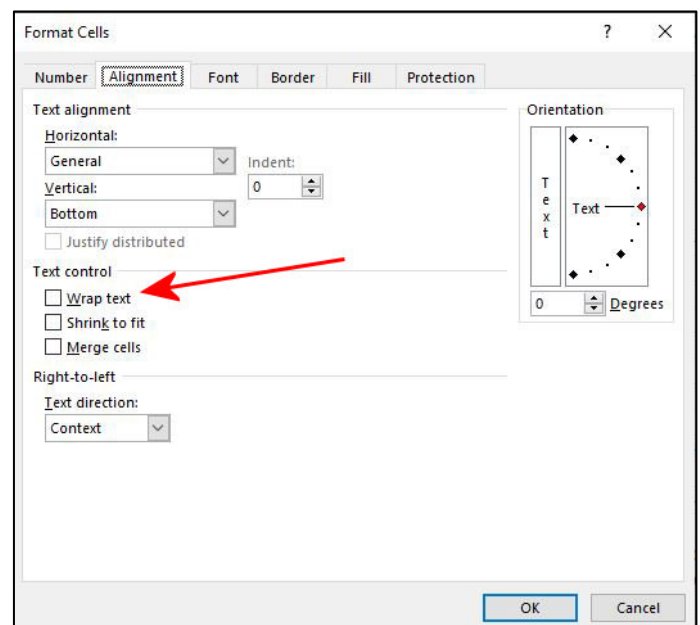 Format Cells ? ×
Number Alignment Font Border Fill Protection
Text alignment
Horizontal:
General
Indent:
0
Vertical:
Bottom
Justify distributed
Text control
Wrap text
Shrink to fit
Merge cells
Right-to-left
Text direction:
Context
Orientation
Text
Text
0 Degrees
OK Cancel